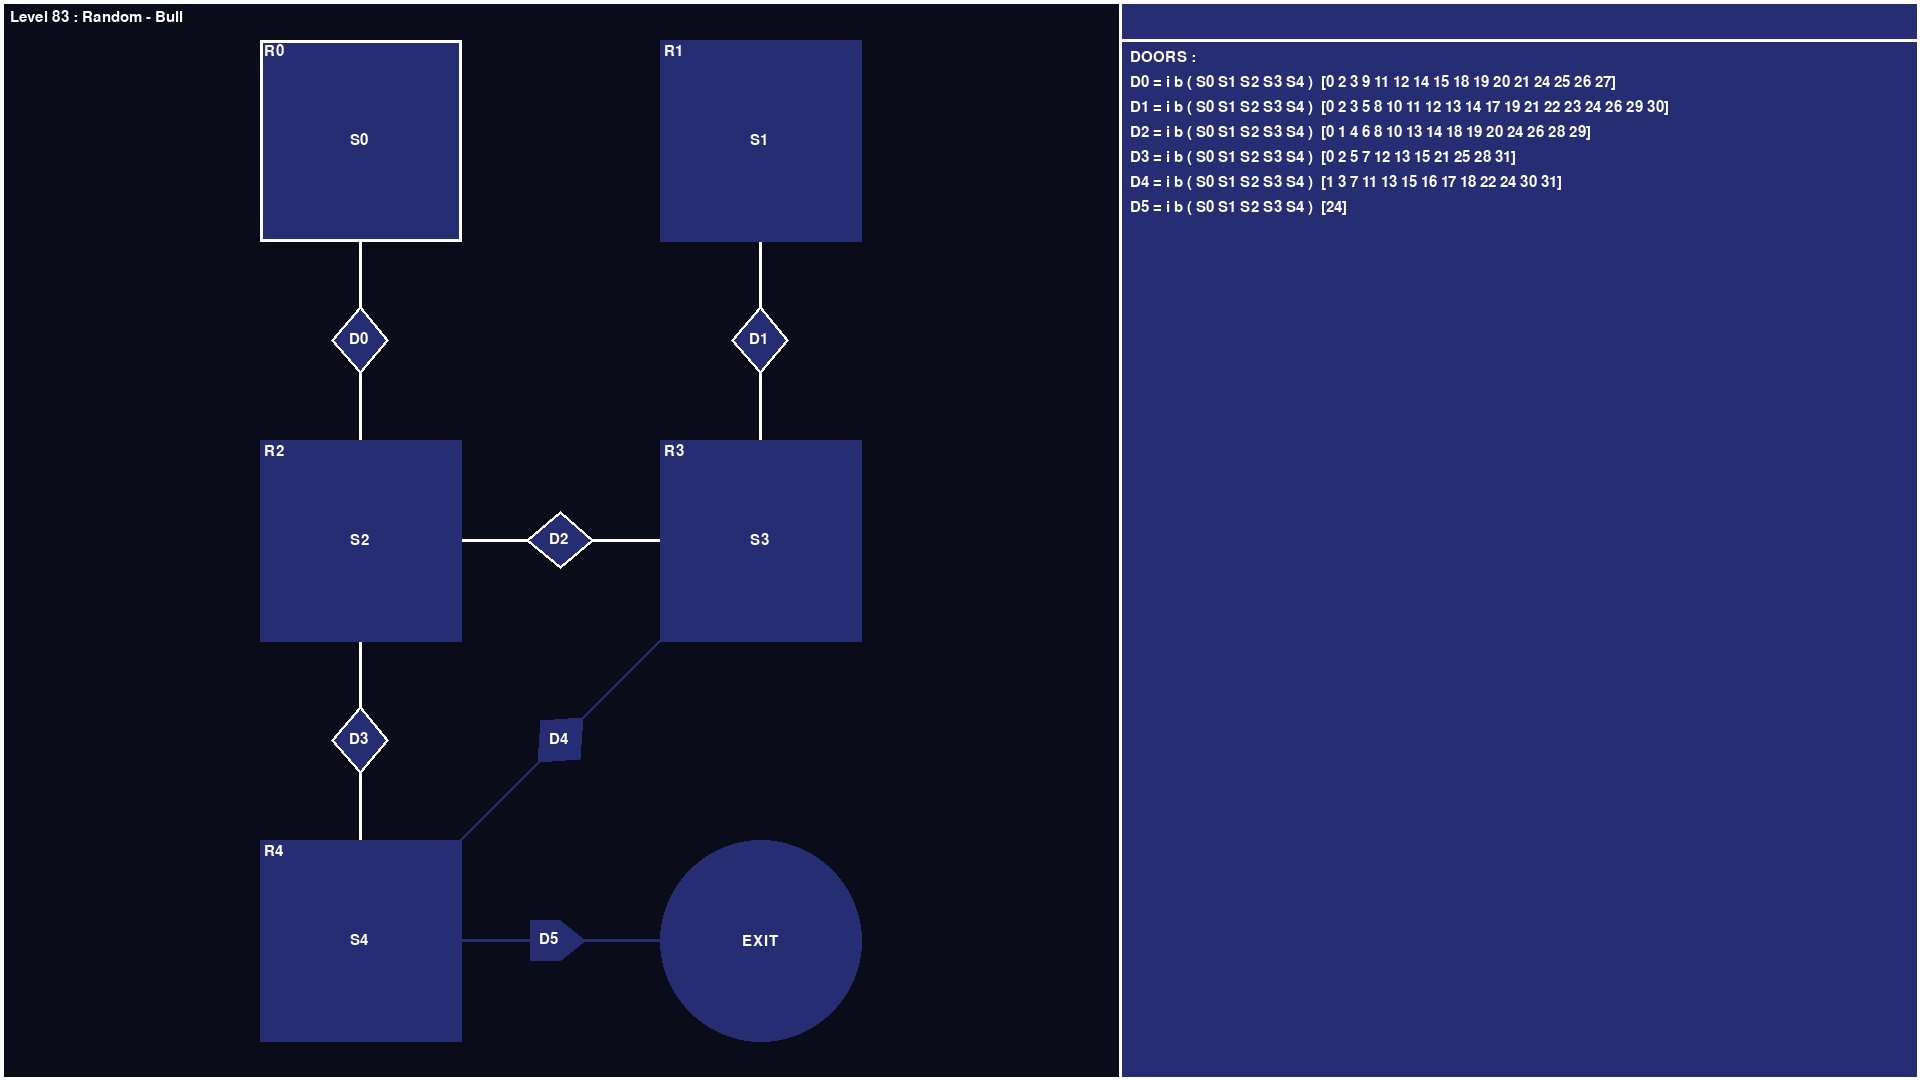 Level 83 : Random - Bull
R0
S0
R1
S1
D0
D1
R2
S2
D2
R3
S3
D3
D4
R4
S4
D5
EXIT
DOORS :
D0 = i b ( S0 S1 S2 S3 S4 ) [0 2 3 9 11 12 14 15 18 19 20 21 24 25 26 27]
D1 = i b ( S0 S1 S2 S3 S4 ) [0 2 3 5 8 10 11 12 13 14 17 19 21 22 23 24 26 29 30]
D2 = i b ( S0 S1 S2 S3 S4 ) [0 1 4 6 8 10 13 14 18 19 20 24 26 28 29]
D3 = i b ( S0 S1 S2 S3 S4 ) [0 2 5 7 12 13 15 21 25 28 31]
D4 = i b ( S0 S1 S2 S3 S4 ) [1 3 7 11 13 15 16 17 18 22 24 30 31]
D5 = i b ( S0 S1 S2 S3 S4 ) [24]